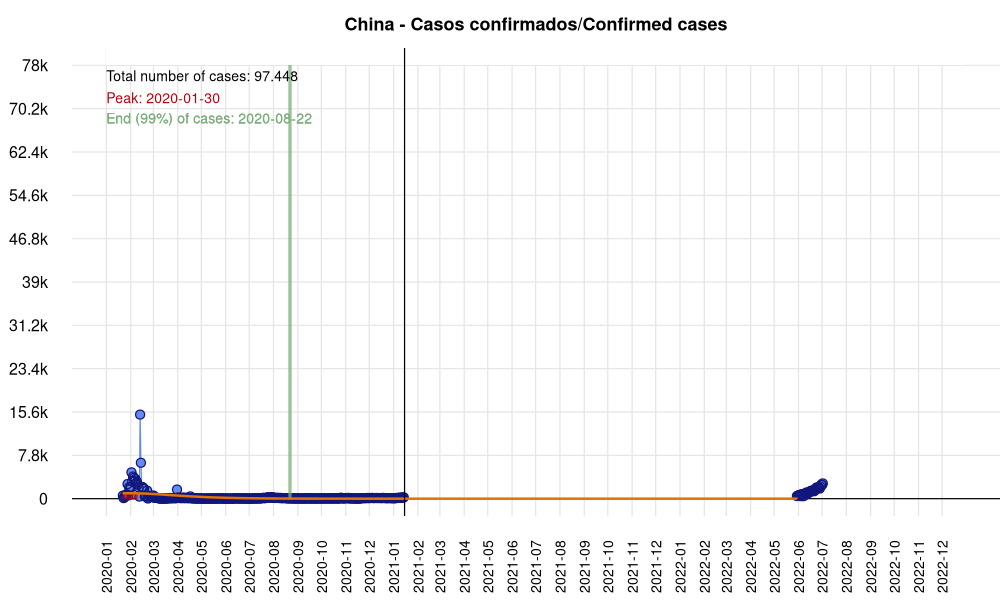 China - Casos confirmados/Confirmed cases
Total number of cases: 97.448
Peak: 2020-01-30
End (99%) of cases: 2020-08-22
78k
70.2k
62.4k
54.6k
46.8k
39k
31.2k
23.4k
15.6k
7.8k
0
2020-01
2020-02
2020-03
2020-04
2020-05
2020-06
2020-07
2020-08
2020-09
2020-10
2020-11
2020-12
2021-01
2021-02
2021-03
2021-04
2021-05
2021-06
2021-07
2021-08
2021-09
2021-10
2021-11
2021-12
2022-01
2022-02
2022-03
2022-04
2022-05
2022-06
2022-07
2022-08
2022-09
2022-10
2022-11
2022-12